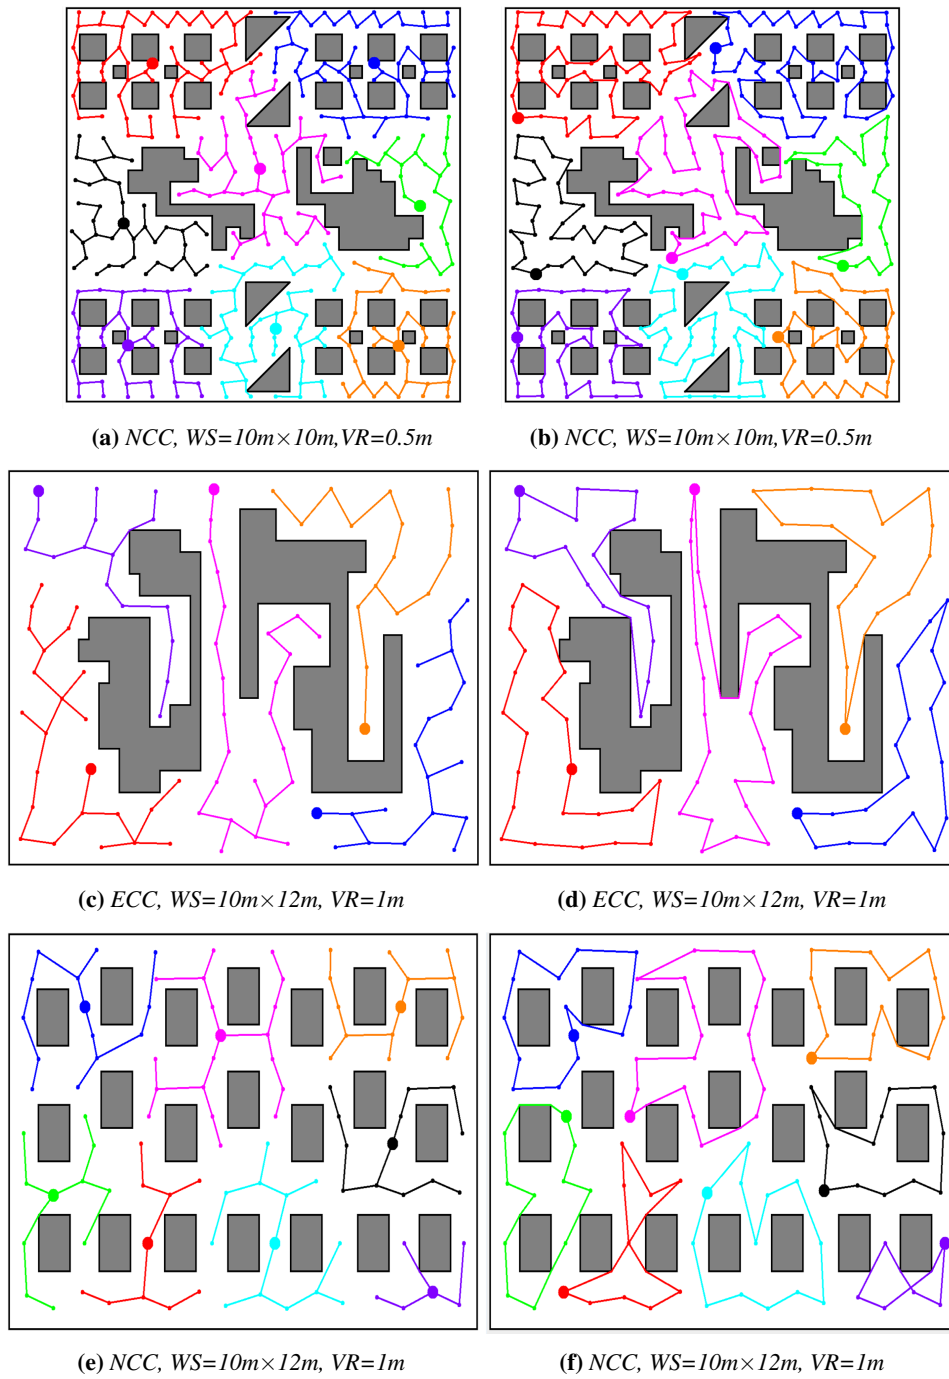 (a) NCC, WS=10m×10m,VR=0.5m
(b) NCC, WS=10m×10m,VR=0.5m
(c) ECC, WS=10m×12m, VR=1m
(d) ECC, WS=10m×12m, VR=1m
(e) NCC, WS=10m×12m, VR=1m
(f) NCC, WS=10m×12m, VR=1m